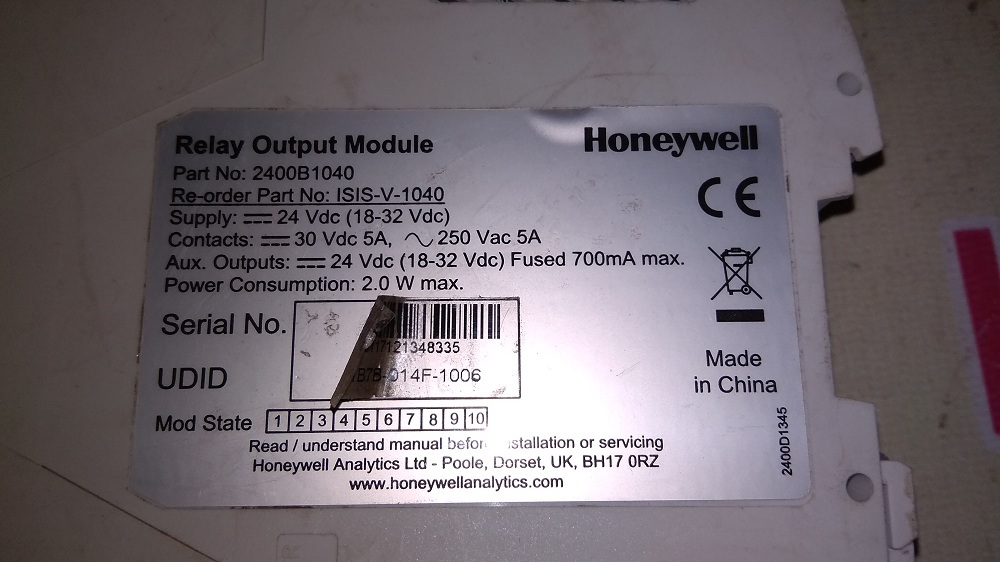 Relay Output Module
Honeywell
Part No: 2400B1040
Re-order Part No: ISIS-V-1040
Supply: 24 Vdc (18-32 Vdc)
Contacts: 30 Vdc 5A, 250 Vac 5A
Aux. Outputs: 24 Vdc (18-32 Vdc) Fused 700mA max.
Power Consumption: 2.0 W max.
CE
Serial No.
17121348335
UDID
014F-1006
Made
in China
Mod State 1 2 3 4 5 6 7 8 9 10
Read / understand manual installation or servicing
Honeywell Analytics Ltd - Poole, Dorset, UK, BH17 0RZ
www.honeywellanalytics.com
2400D1345